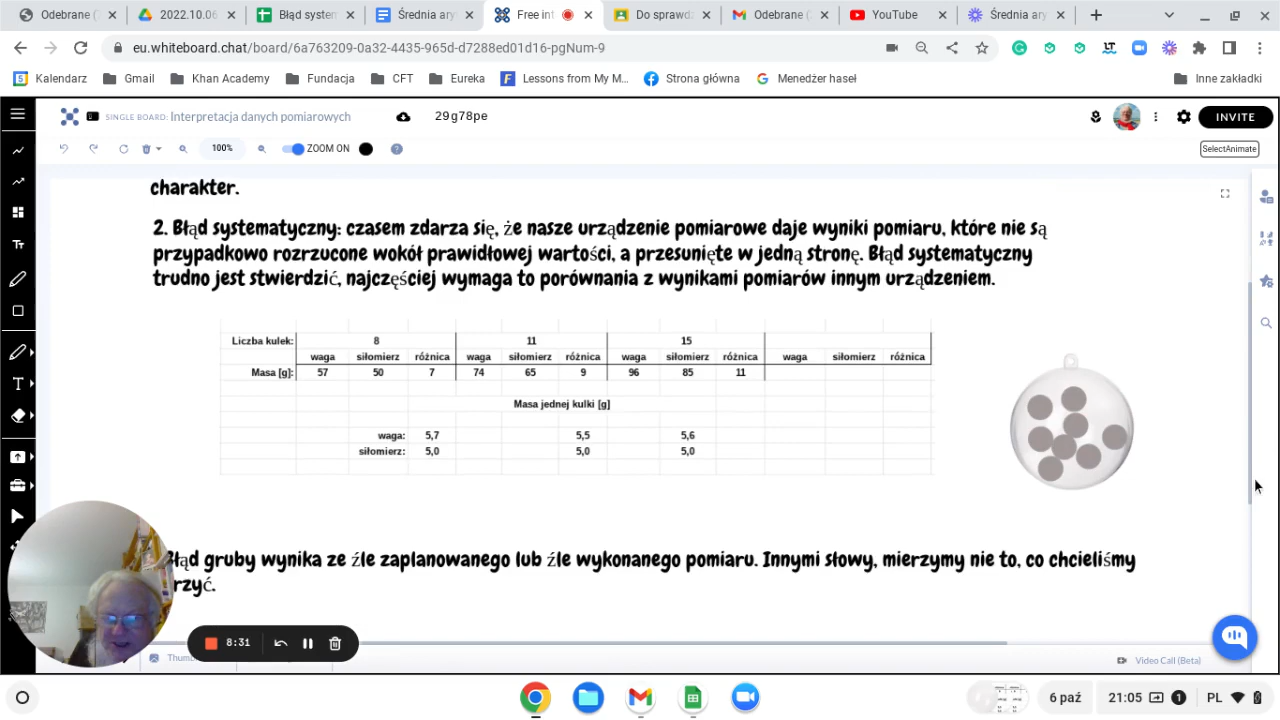 Odebrane (
2022.10.06
Błąd system
Średnia ary
Free int
Do sprawd
Odebrane (
YouTube
Średnia ary
eu.whiteboard.chat/board/6a763209-0a32-4435-965d-d7288ed01d16-pgNum-9
Kalendarz Gmail Khan Academy Fundacja CFT Eureka Lessons from My M... Strona główna Menedżer haseł Inne zakładki
SINGLE BOARD: Interpretacja danych pomiarowych 29g78pe INVITE
100% ZOOM ON SelectAnimate
charakter.
2. Błąd systematyczny: czasem zdarza się, że nasze urządzenie pomiarowe daje wyniki pomiaru, które nie są
przypadkowo rozrzucone wokół prawidłowej wartości, a przesunięte w jedną stronę. Błąd systematyczny
trudno jest stwierdzić, najczęściej wymaga to porównania z wynikami pomiarów innym urządzeniem.
Liczba kulek: 8 11 15
waga siłomierz różnica waga siłomierz różnica waga siłomierz różnica waga siłomierz różnica
Masa [g]: 57 50 7 74 65 9 96 85 11
Masa jednej kulki [g]
waga: 5,7 5,5 5,6
siłomierz: 5,0 5,0 5,0
Błąd gruby wynika ze źle zaplanowanego lub źle wykonanego pomiaru. Innymi słowy, mierzymy nie to, co chcieliśmy
rzyć.
8:31
Thum
Video Call (Beta)
6 paź 21:05 1 PL